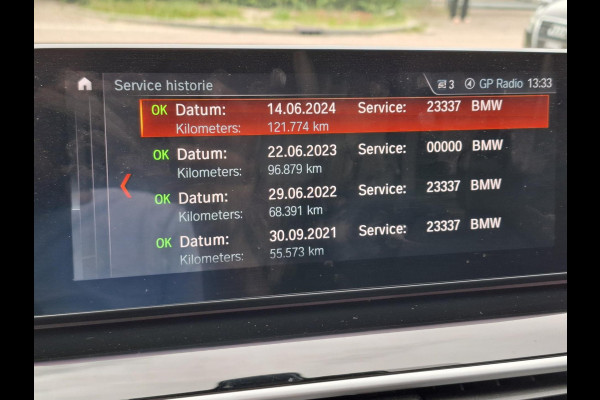 Service historie 3 GP Radio 13:33
OK Datum: 14.06.2024 Service: 23337 BMW
Kilometers: 121.774 km
OK Datum: 22.06.2023 Service: 00000 BMW
Kilometers: 96.879 km
OK Datum: 29.06.2022 Service: 23337 BMW
Kilometers: 68.391 km
OK Datum: 30.09.2021 Service: 23337 BMW
Kilometers: 55.573 km